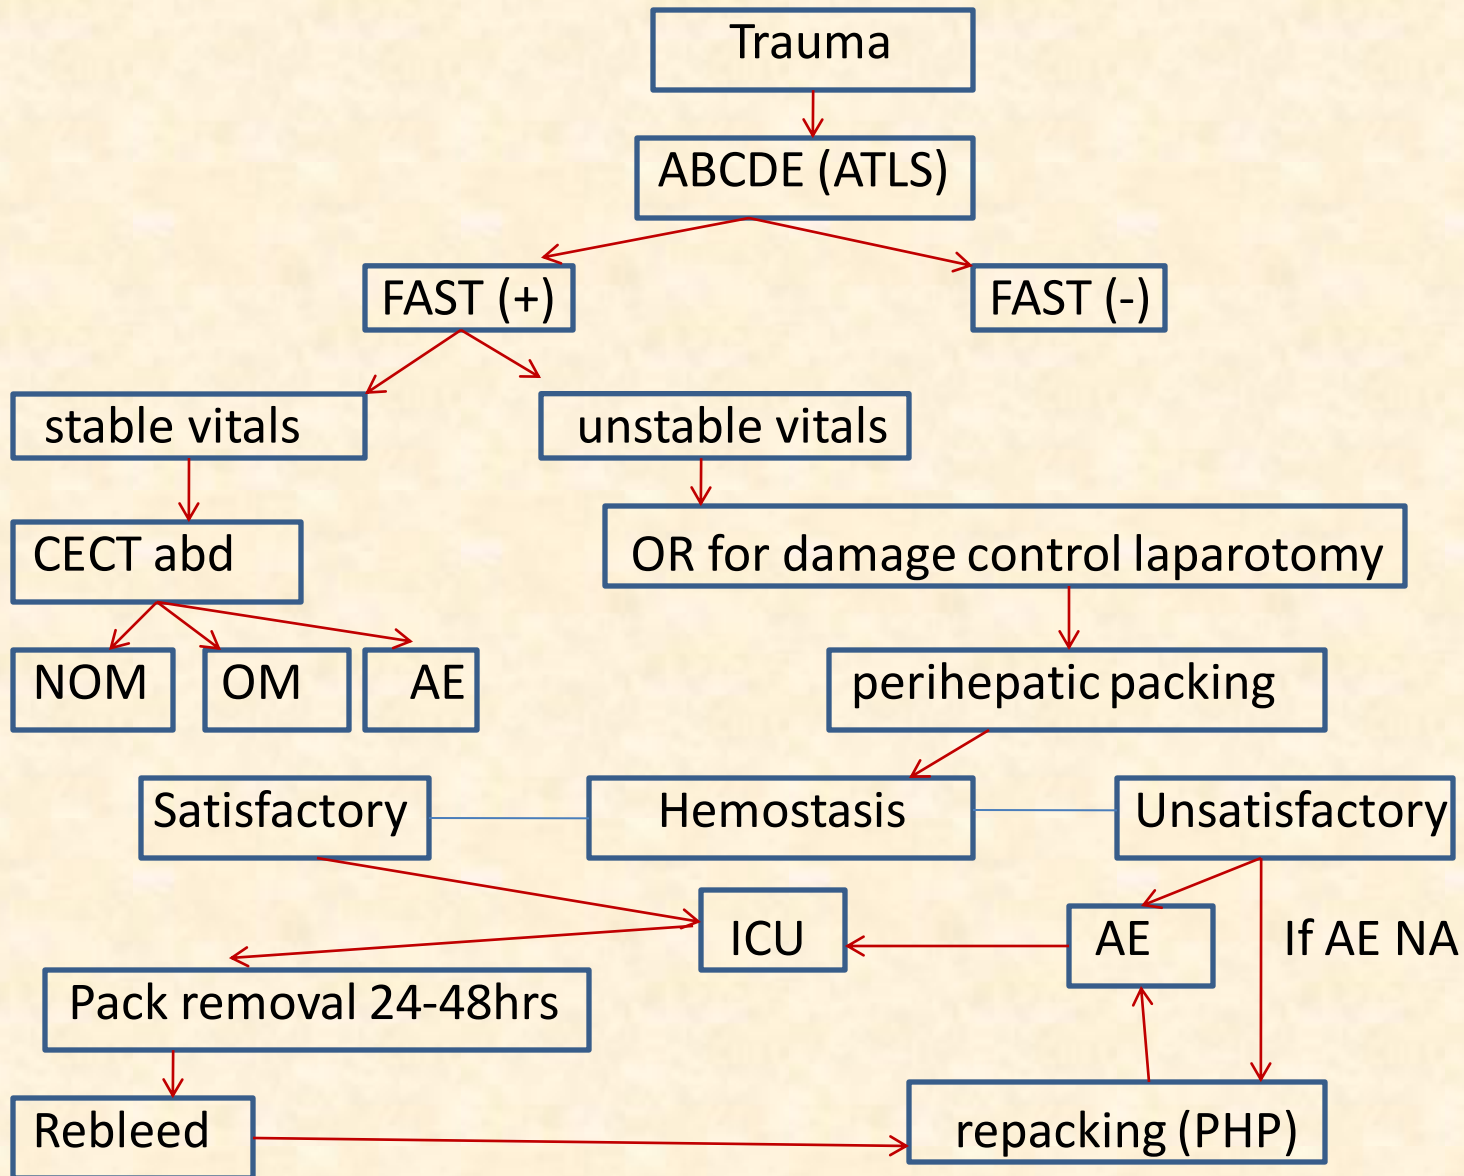 Trauma
ABCDE (ATLS)
FAST (+)
FAST (-)
stable vitals
unstable vitals
CECT abd
OR for damage control laparotomy
NOM
OM
AE
perihepatic packing
Satisfactory
Hemostasis
Unsatisfactory
ICU
AE
If AE NA
Pack removal 24-48hrs
Rebleed
repacking (PHP)